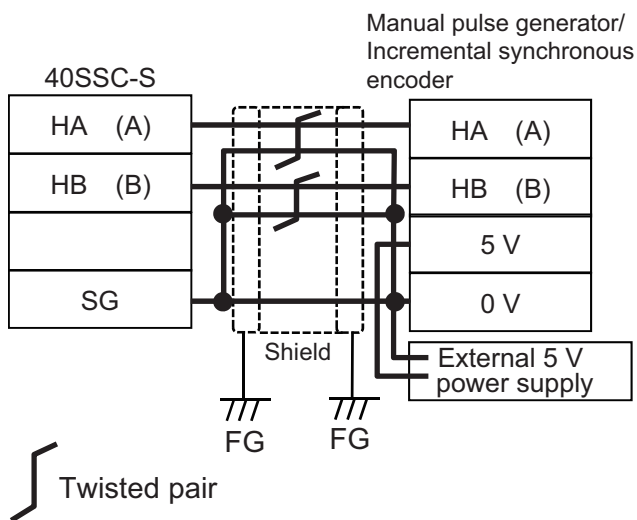 Manual pulse generator/
Incremental synchronous
encoder
40SSC-S
HA (A)
HB (B)
SG
HA (A)
HB (B)
5 V
0 V
External 5 V
power supply
Shield
FG
FG
Twisted pair